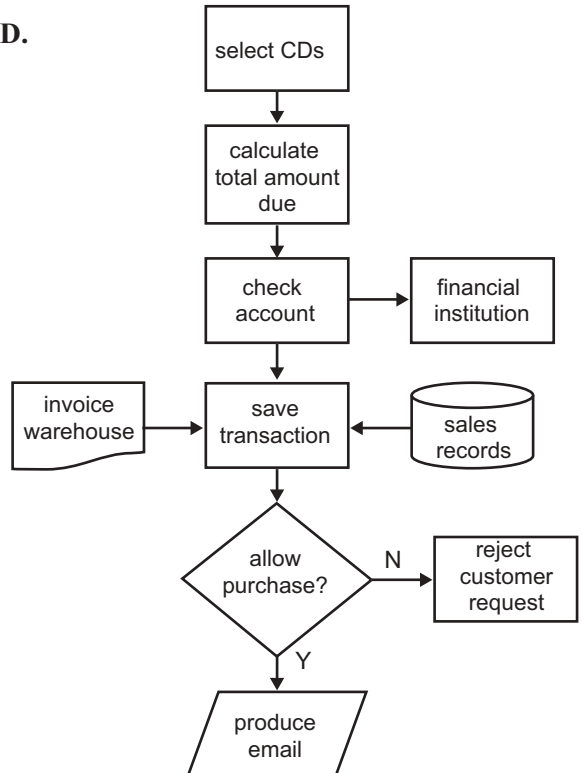 D.
select CDs
calculate
total amount
due
check
account
financial
institution
invoice
warehouse
save
transaction
sales
records
allow
purchase?
N
reject
customer
request
Y
produce
email